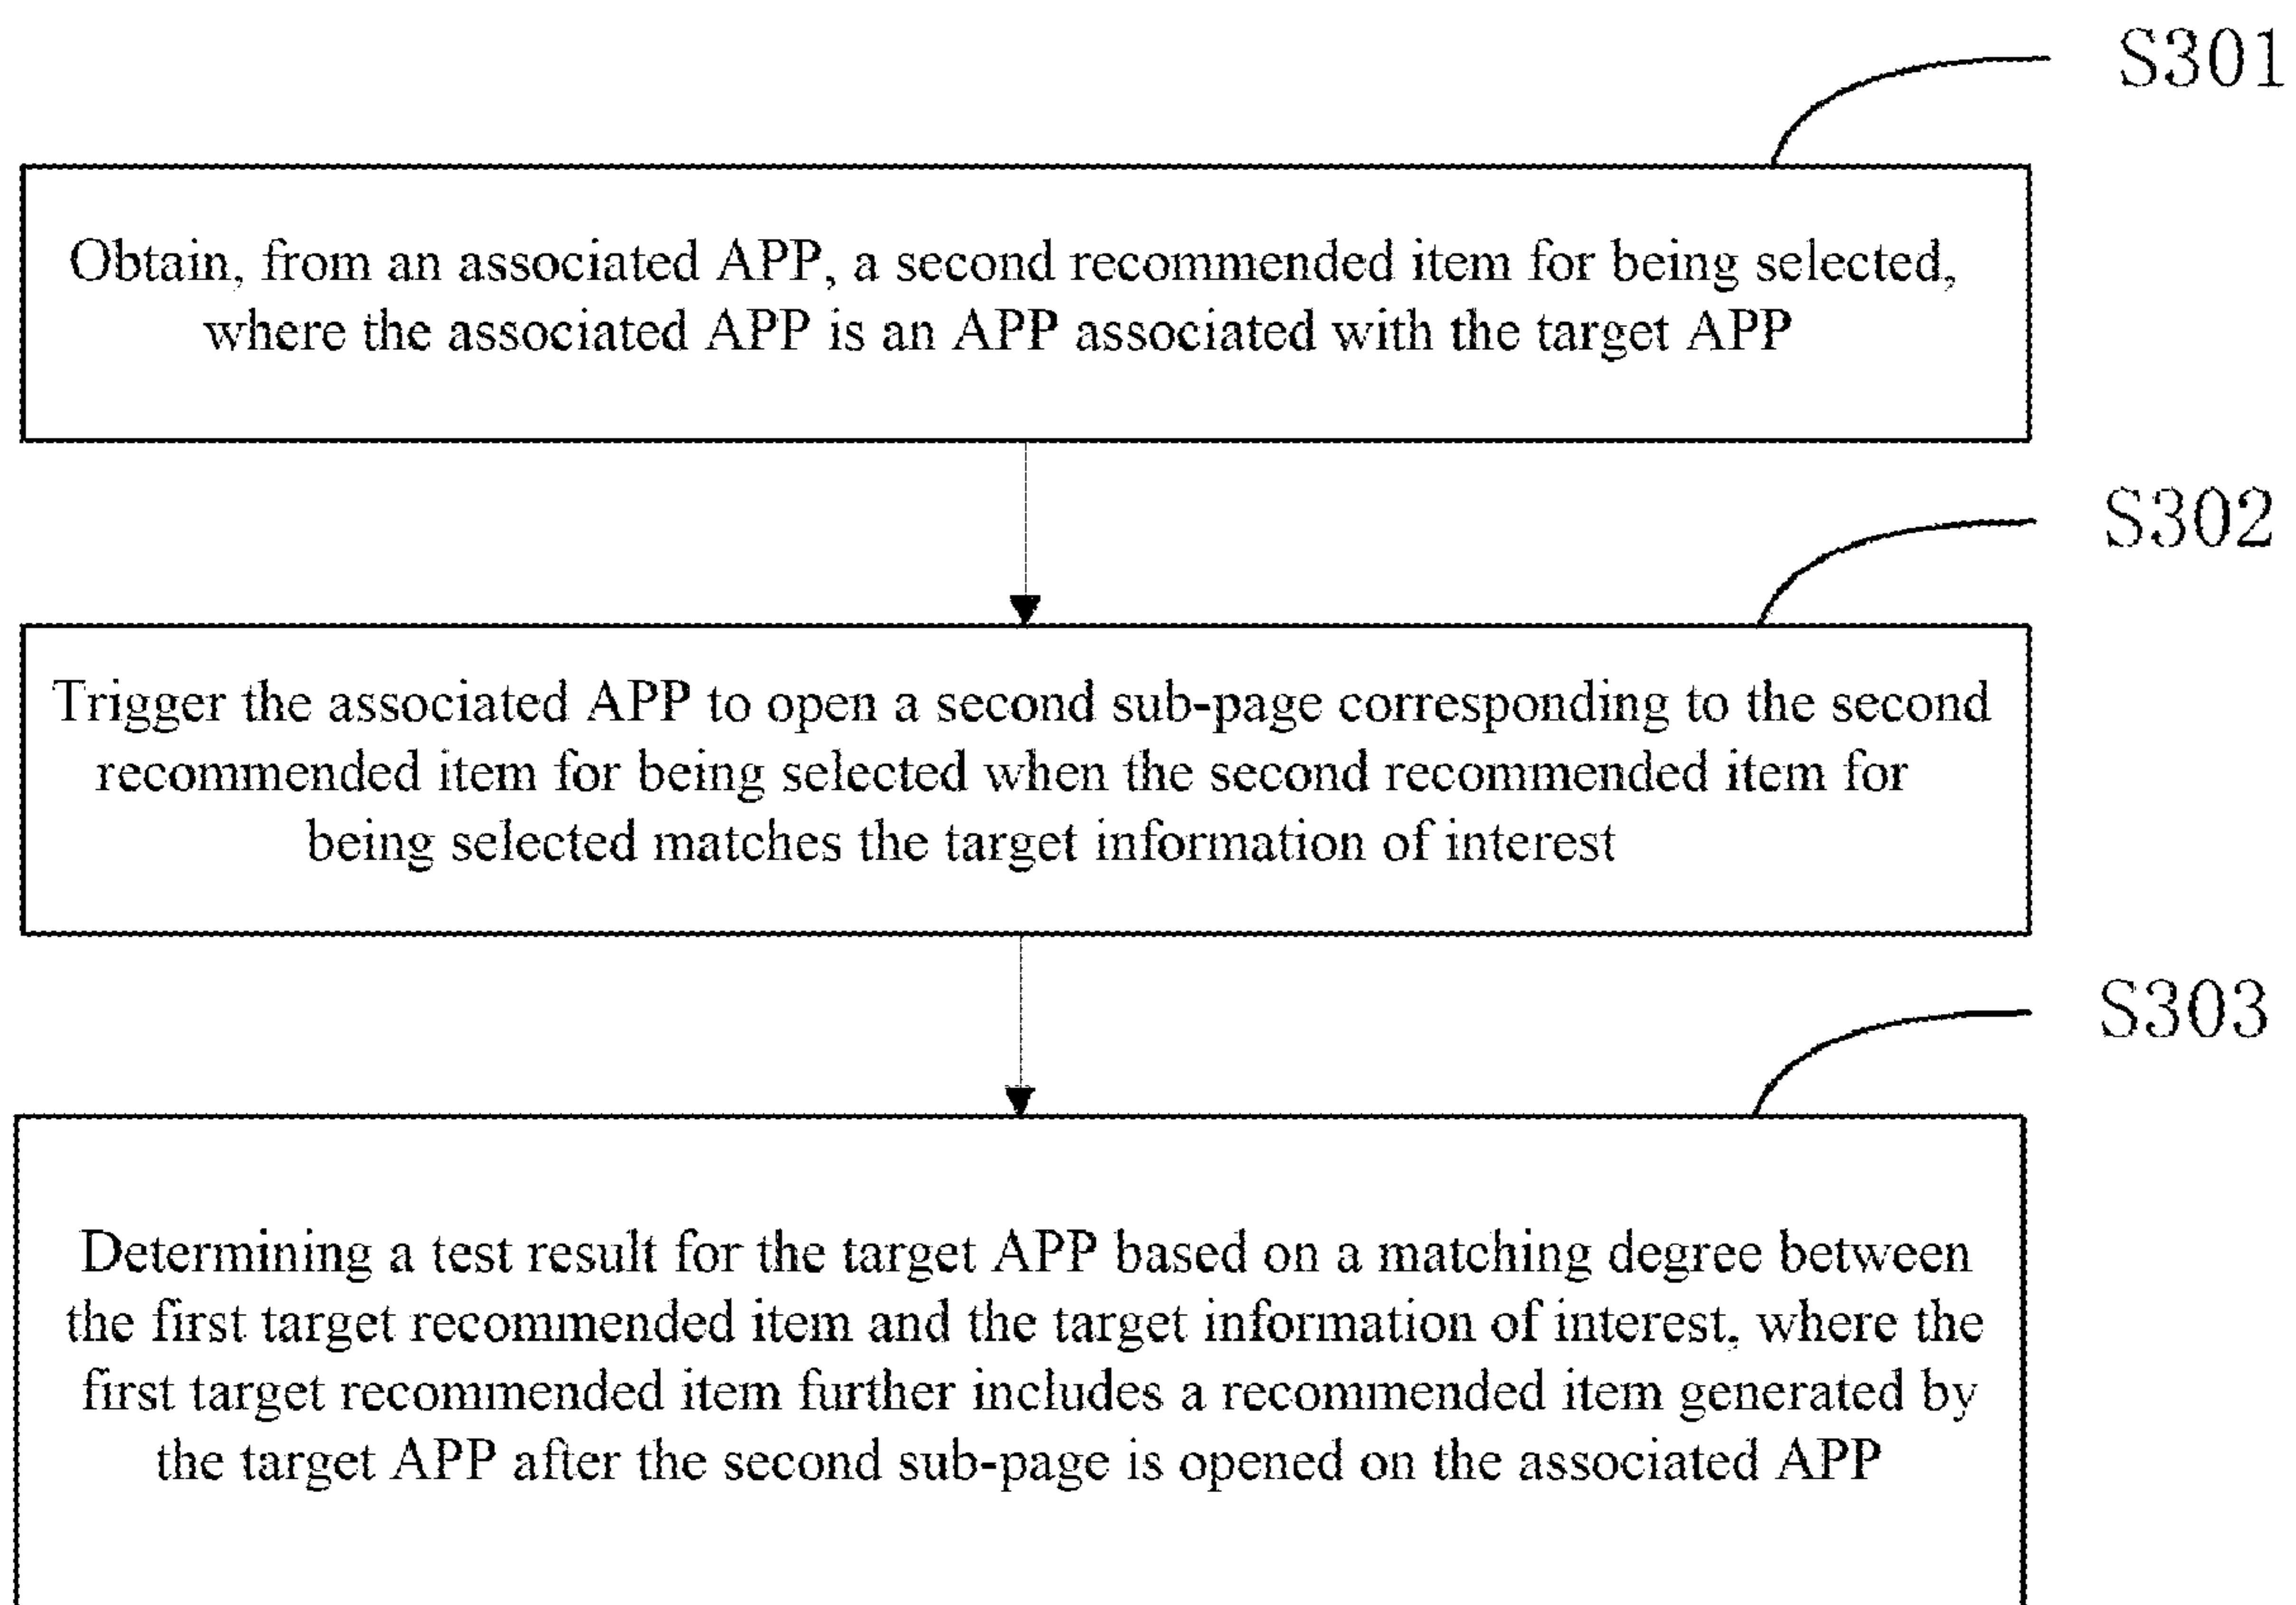 S301
Obtain, from an associated APP, a second recommended item for being selected,
where the associated APP is an APP associated with the target APP
S302
Trigger the associated APP to open a second sub-page corresponding to the second
recommended item for being selected when the second recommended item for
being selected matches the target information of interest
S303
Determining a test result for the target APP based on a matching degree between
the first target recommended item and the target information of interest, where the
first target recommended item further includes a recommended item generated by
the target APP after the second sub-page is opened on the associated APP